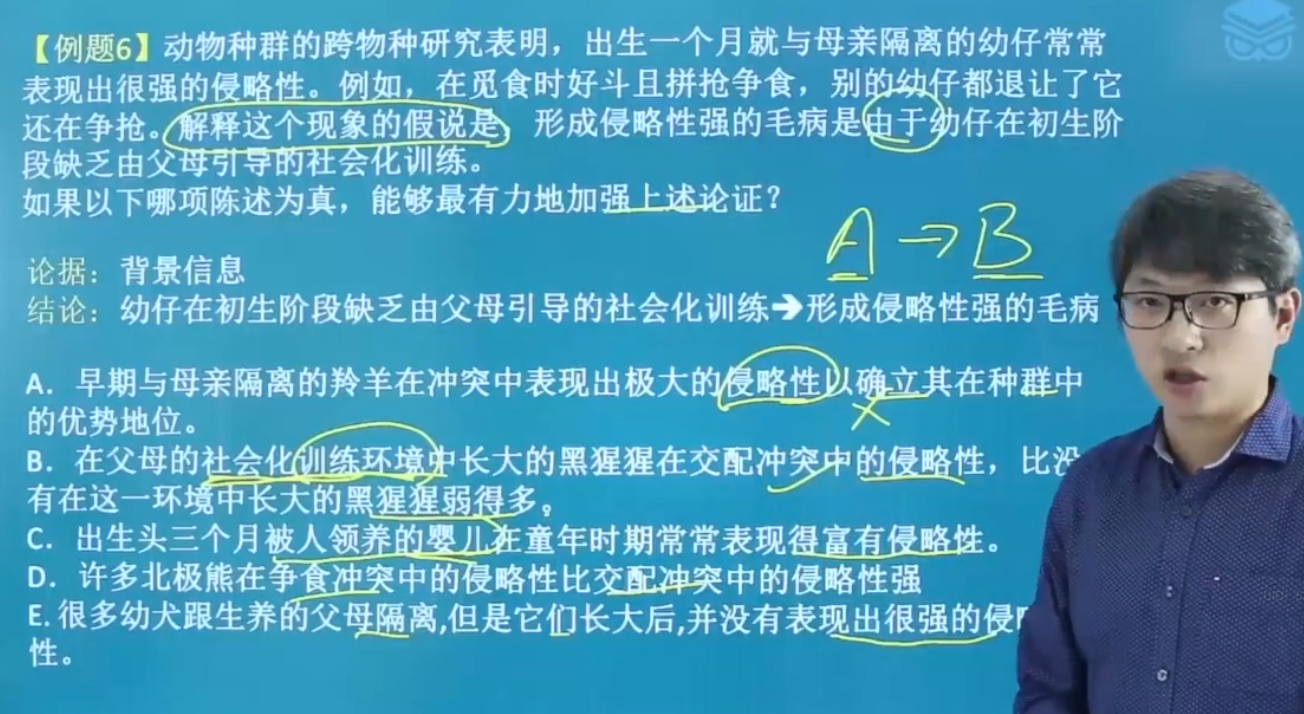 【例题6】动物种群的跨物种研究表明，出生一个月就与母亲隔离的幼仔常常
表现出很强的侵略性。例如，在觅食时好斗且拼抢争食，别的幼仔都退让了它
还在争抢。解释这个现象的假说是，形成侵略性强的毛病是由于幼仔在初生阶
段缺乏由父母引导的社会化训练。
如果以下哪项陈述为真，能够最有力地加强上述论证？
A→B
论据：背景信息
结论：幼仔在初生阶段缺乏由父母引导的社会化训练➔形成侵略性强的毛病
A．早期与母亲隔离的羚羊在冲突中表现出极大的侵略性以确立其在种群中
的优势地位。
B．在父母的社会化训练环境中长大的黑猩猩在交配冲突中的侵略性，比没
有在这一环境中长大的黑猩猩弱得多。
C．出生头三个月被人领养的婴儿在童年时期常常表现得富有侵略性。
D．许多北极熊在争食冲突中的侵略性比交配冲突中的侵略性强
E.很多幼犬跟生养的父母隔离,但是它们长大后,并没有表现出很强的侵
性。